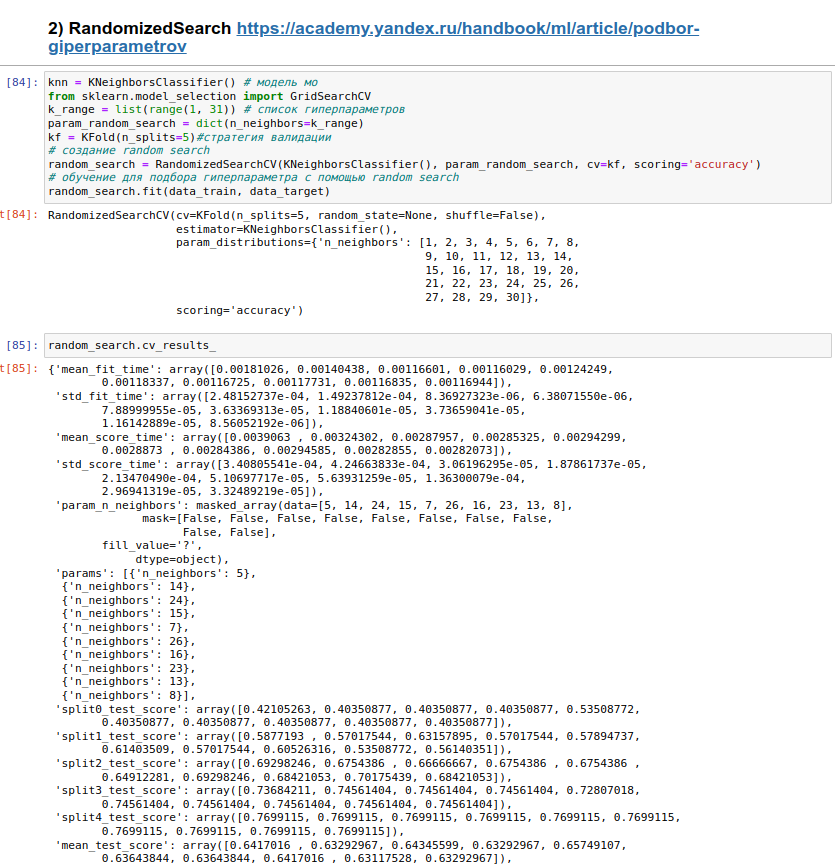 2) RandomizedSearch https://academy.yandex.ru/handbook/ml/article/podbor-
giperparametrov
[84]: knn = KNeighborsClassifier() # модель мо
from sklearn.model_selection import GridSearchCV
k_range = list(range(1, 31)) # список гиперпараметров
param_random_search = dict(n_neighbors=k_range)
kf = KFold(n_splits=5)#стратегия валидации
# создание random search
random_search = RandomizedSearchCV(KNeighborsClassifier(), param_random_search, cv=kf, scoring='accuracy')
# обучение для подбора гиперпараметра с помощью random search
random_search.fit(data_train, data_target)
t[84]: RandomizedSearchCV(cv=KFold(n_splits=5, random_state=None, shuffle=False),
estimator=KNeighborsClassifier(),
param_distributions={'n_neighbors': [1, 2, 3, 4, 5, 6, 7, 8,
9, 10, 11, 12, 13, 14,
15, 16, 17, 18, 19, 20,
21, 22, 23, 24, 25, 26,
27, 28, 29, 30]},
scoring='accuracy')
[85]: random_search.cv_results_
t[85]: {'mean_fit_time': array([0.00181026, 0.00140438, 0.00116601, 0.00116029, 0.00124249,
0.00118337, 0.00116725, 0.00117731, 0.00116835, 0.00116944]),
'std_fit_time': array([2.48152737e-04, 1.49237812e-04, 8.36927323e-06, 6.38071550e-06,
7.88999955e-05, 3.63369313e-05, 1.18840601e-05, 3.73659041e-05,
1.16142889e-05, 8.56052192e-06]),
'mean_score_time': array([0.0039063 , 0.00324302, 0.00287957, 0.00285325, 0.00294299,
0.0028873 , 0.00284386, 0.00294585, 0.00282855, 0.00282073]),
'std_score_time': array([3.40805541e-04, 4.24663833e-04, 3.06196295e-05, 1.87861737e-05,
2.13470490e-04, 5.10697717e-05, 5.63931259e-05, 1.36300079e-04,
2.96941319e-05, 3.32489219e-05]),
'param_n_neighbors': masked_array(data=[5, 14, 24, 15, 7, 26, 16, 23, 13, 8],
mask=[False, False, False, False, False, False, False, False,
False, False],
fill_value='?',
dtype=object),
'params': [{'n_neighbors': 5},
{'n_neighbors': 14},
{'n_neighbors': 24},
{'n_neighbors': 15},
{'n_neighbors': 7},
{'n_neighbors': 26},
{'n_neighbors': 16},
{'n_neighbors': 23},
{'n_neighbors': 13},
{'n_neighbors': 8}],
'split0_test_score': array([0.42105263, 0.40350877, 0.40350877, 0.40350877, 0.53508772,
0.40350877, 0.40350877, 0.40350877, 0.40350877, 0.40350877]),
'split1_test_score': array([0.5877193 , 0.57017544, 0.63157895, 0.57017544, 0.57894737,
0.61403509, 0.57017544, 0.60526316, 0.53508772, 0.56140351]),
'split2_test_score': array([0.69298246, 0.6754386 , 0.66666667, 0.6754386 , 0.6754386 ,
0.64912281, 0.69298246, 0.68421053, 0.70175439, 0.68421053]),
'split3_test_score': array([0.73684211, 0.74561404, 0.74561404, 0.74561404, 0.72807018,
0.74561404, 0.74561404, 0.74561404, 0.74561404, 0.74561404]),
'split4_test_score': array([0.7699115, 0.7699115, 0.7699115, 0.7699115, 0.7699115, 0.7699115,
0.7699115, 0.7699115, 0.7699115, 0.7699115]),
'mean_test_score': array([0.6417016 , 0.63292967, 0.64345599, 0.63292967, 0.65749107,
0.63643844, 0.63643844, 0.6417016 , 0.63117528, 0.63292967]),